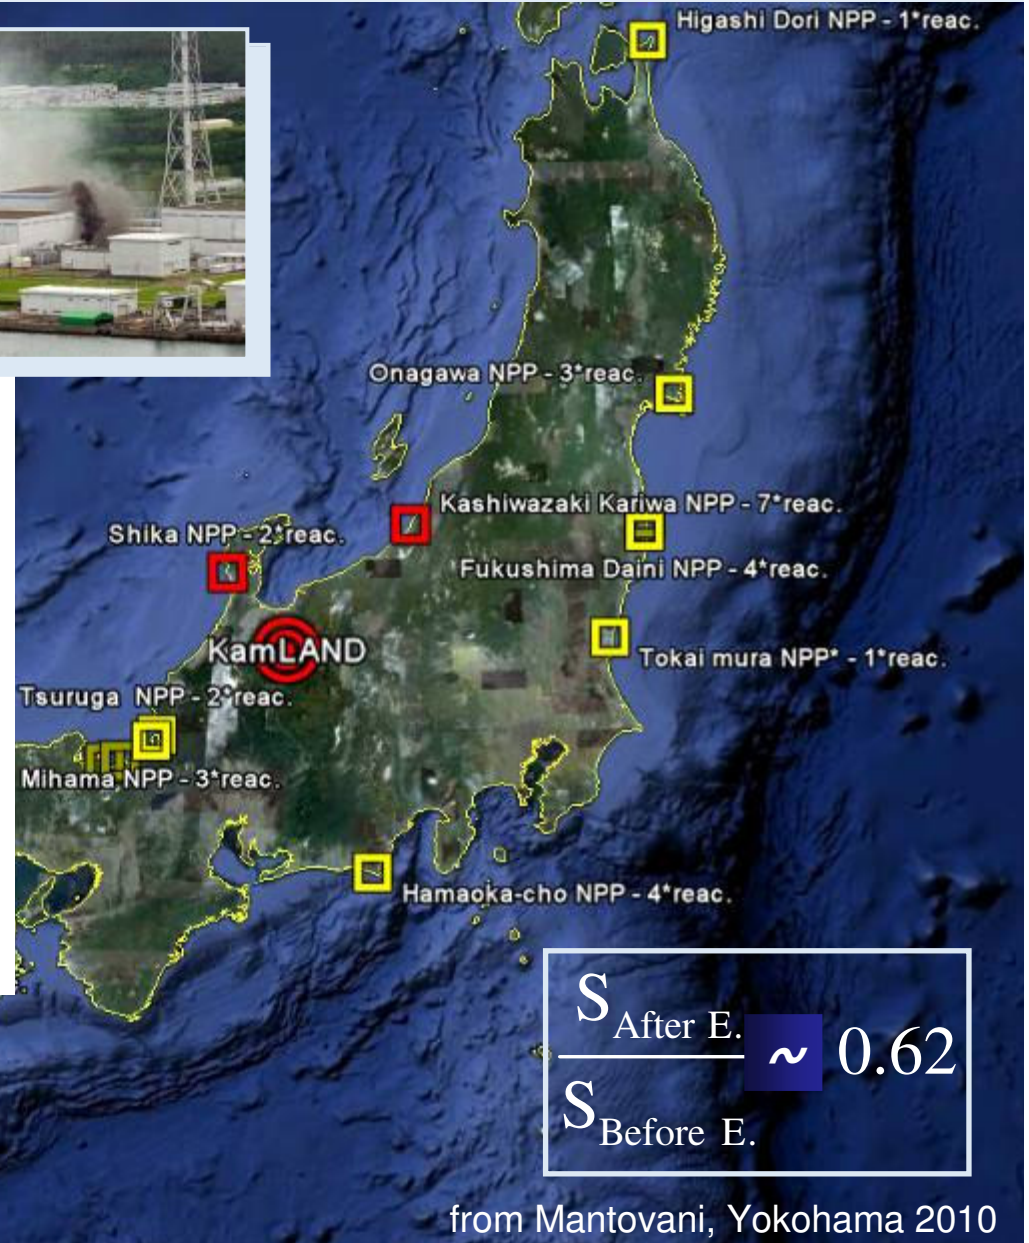 Higashi Dori NPP - 1*reac.
Onagawa NPP - 3*reac.
Kashiwazaki Kariwa NPP - 7*reac.
Shika NPP - 2*reac.
Fukushima Daini NPP - 4*reac.
KamLAND
Tokai mura NPP* - 1*reac.
Tsuruga NPP - 2*reac.
Mihama NPP - 3*reac.
Hamaoka-cho NPP - 4*reac.
S After E.
~ 0.62
S Before E.
from Mantovani, Yokohama 2010